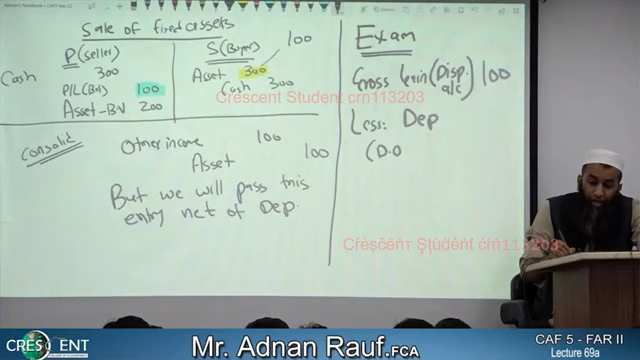 Sale of fixed assets
P (seller)
Cash 300
P/L (Bal) 100
Asset-BV 200
S (Buyer)
100
Asset 300
Cash 300
Crescent Student crn113203
Consolid
Other income 100
Asset 100
But we will pass this
entry net of Dep.
Exam
Gross Gain (Disp. a/c) 100
Less: Dep
(D.O
Crescent Student crn113203
CRESCENT
Mr. Adnan Rauf.FCA
CAF 5 - FAR II
Lecture 69a